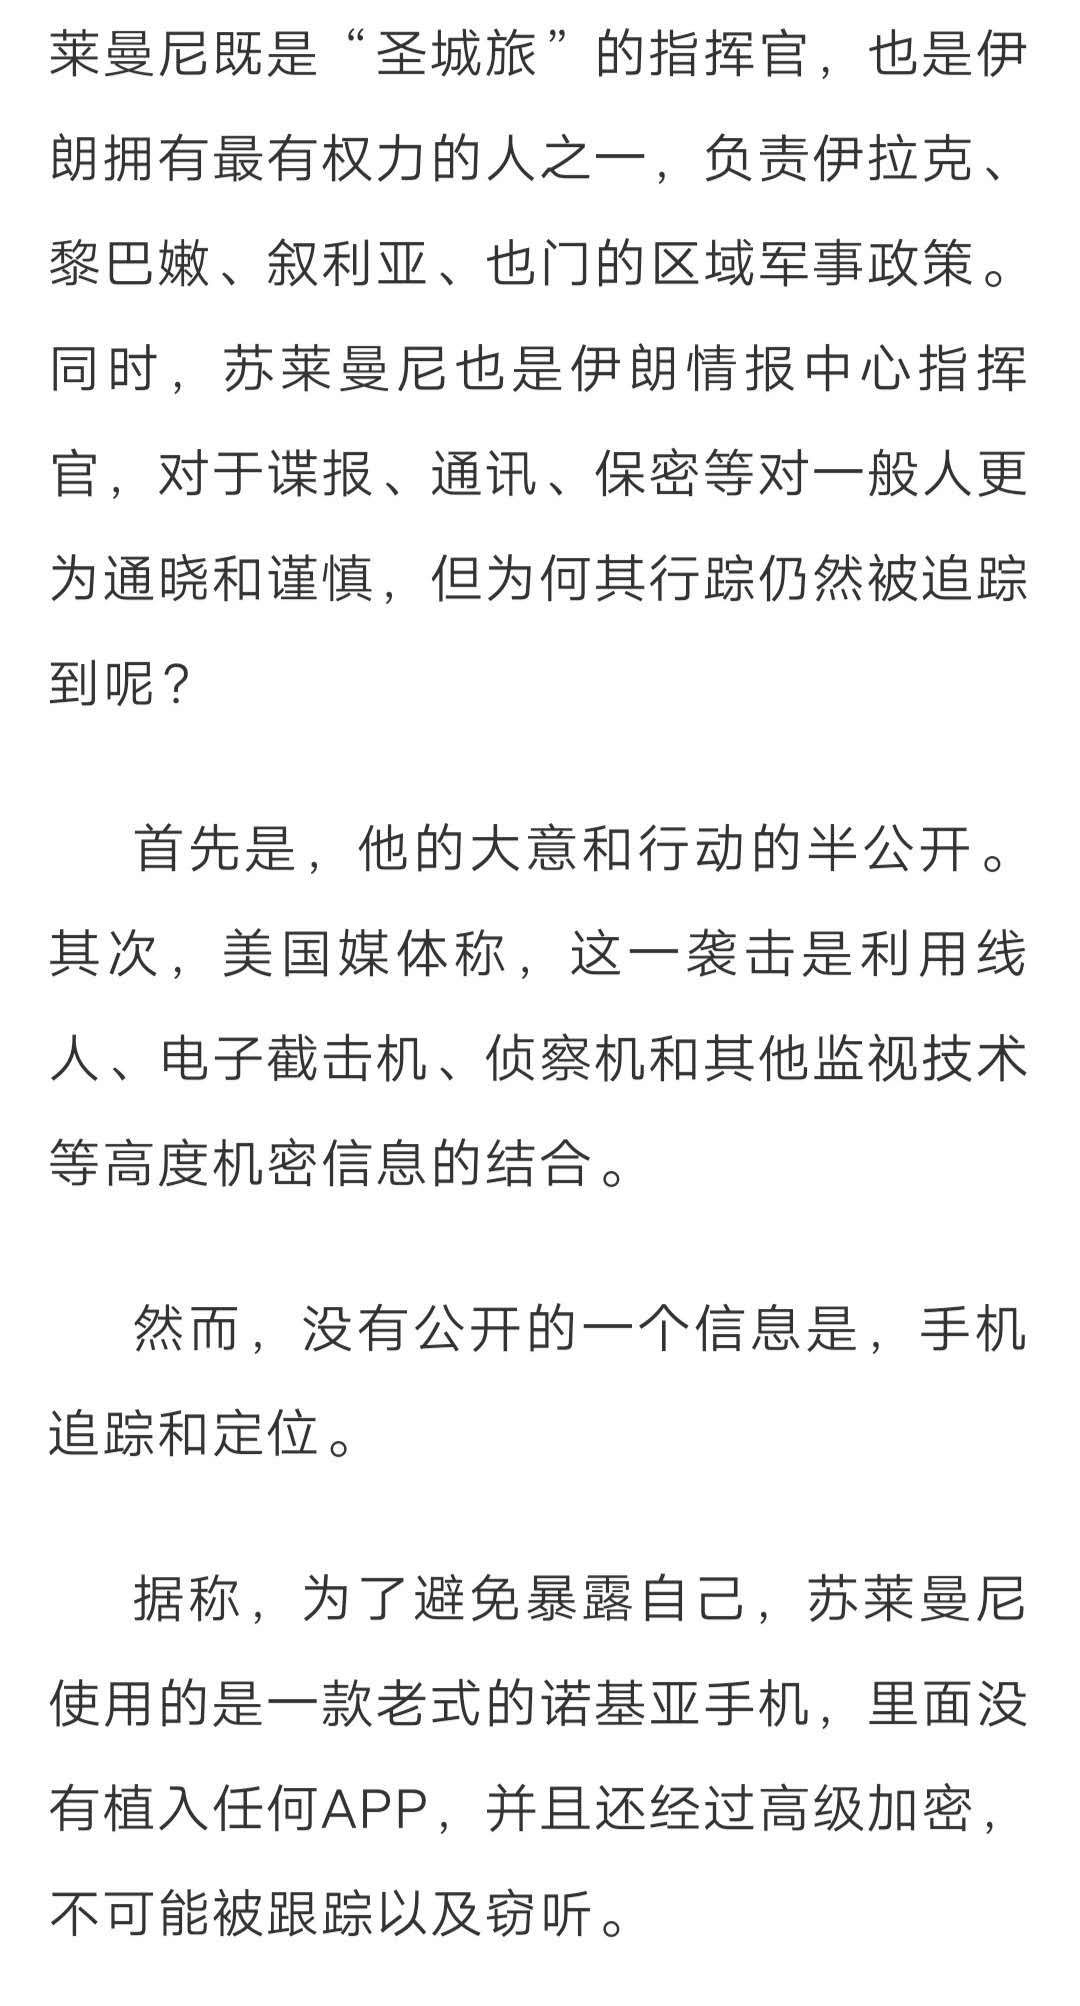 莱曼尼既是“圣城旅”的指挥官，也是伊
朗拥有最有权力的人之一，负责伊拉克、
黎巴嫩、叙利亚、也门的区域军事政策。
同时，苏莱曼尼也是伊朗情报中心指挥
官，对于谍报、通讯、保密等对一般人更
为通晓和谨慎，但为何其行踪仍然被追踪
到呢？
首先是，他的大意和行动的半公开。
其次，美国媒体称，这一袭击是利用线
人、电子截击机、侦察机和其他监视技术
等高度机密信息的结合。
然而，没有公开的一个信息是，手机
追踪和定位。
据称，为了避免暴露自己，苏莱曼尼
使用的是一款老式的诺基亚手机，里面没
有植入任何APP，并且还经过高级加密，
不可能被跟踪以及窃听。